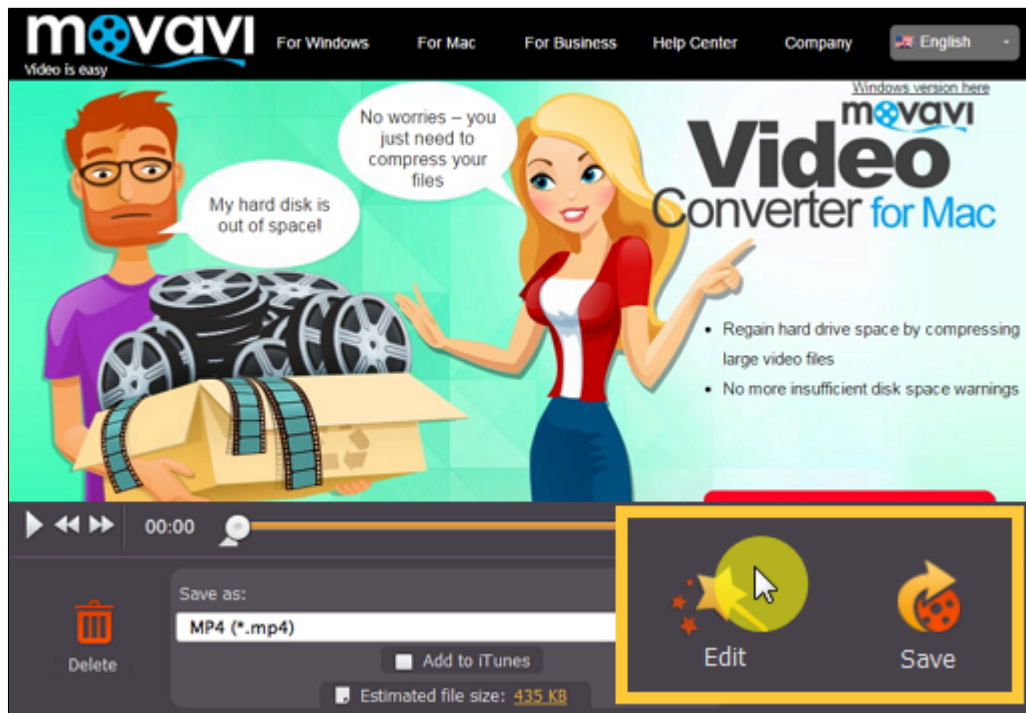 movavi
Video is easy
For Windows For Mac For Business Help Center Company English
Windows version here
movavi
Video
Converter for Mac
No worries – you
just need to
compress your
files
My hard disk is
out of space!
• Regain hard drive space by compressing
large video files
• No more insufficient disk space warnings
00:00
Save as:
MP4 (*.mp4)
Delete
Add to iTunes
Estimated file size: 435 KB
Edit
Save